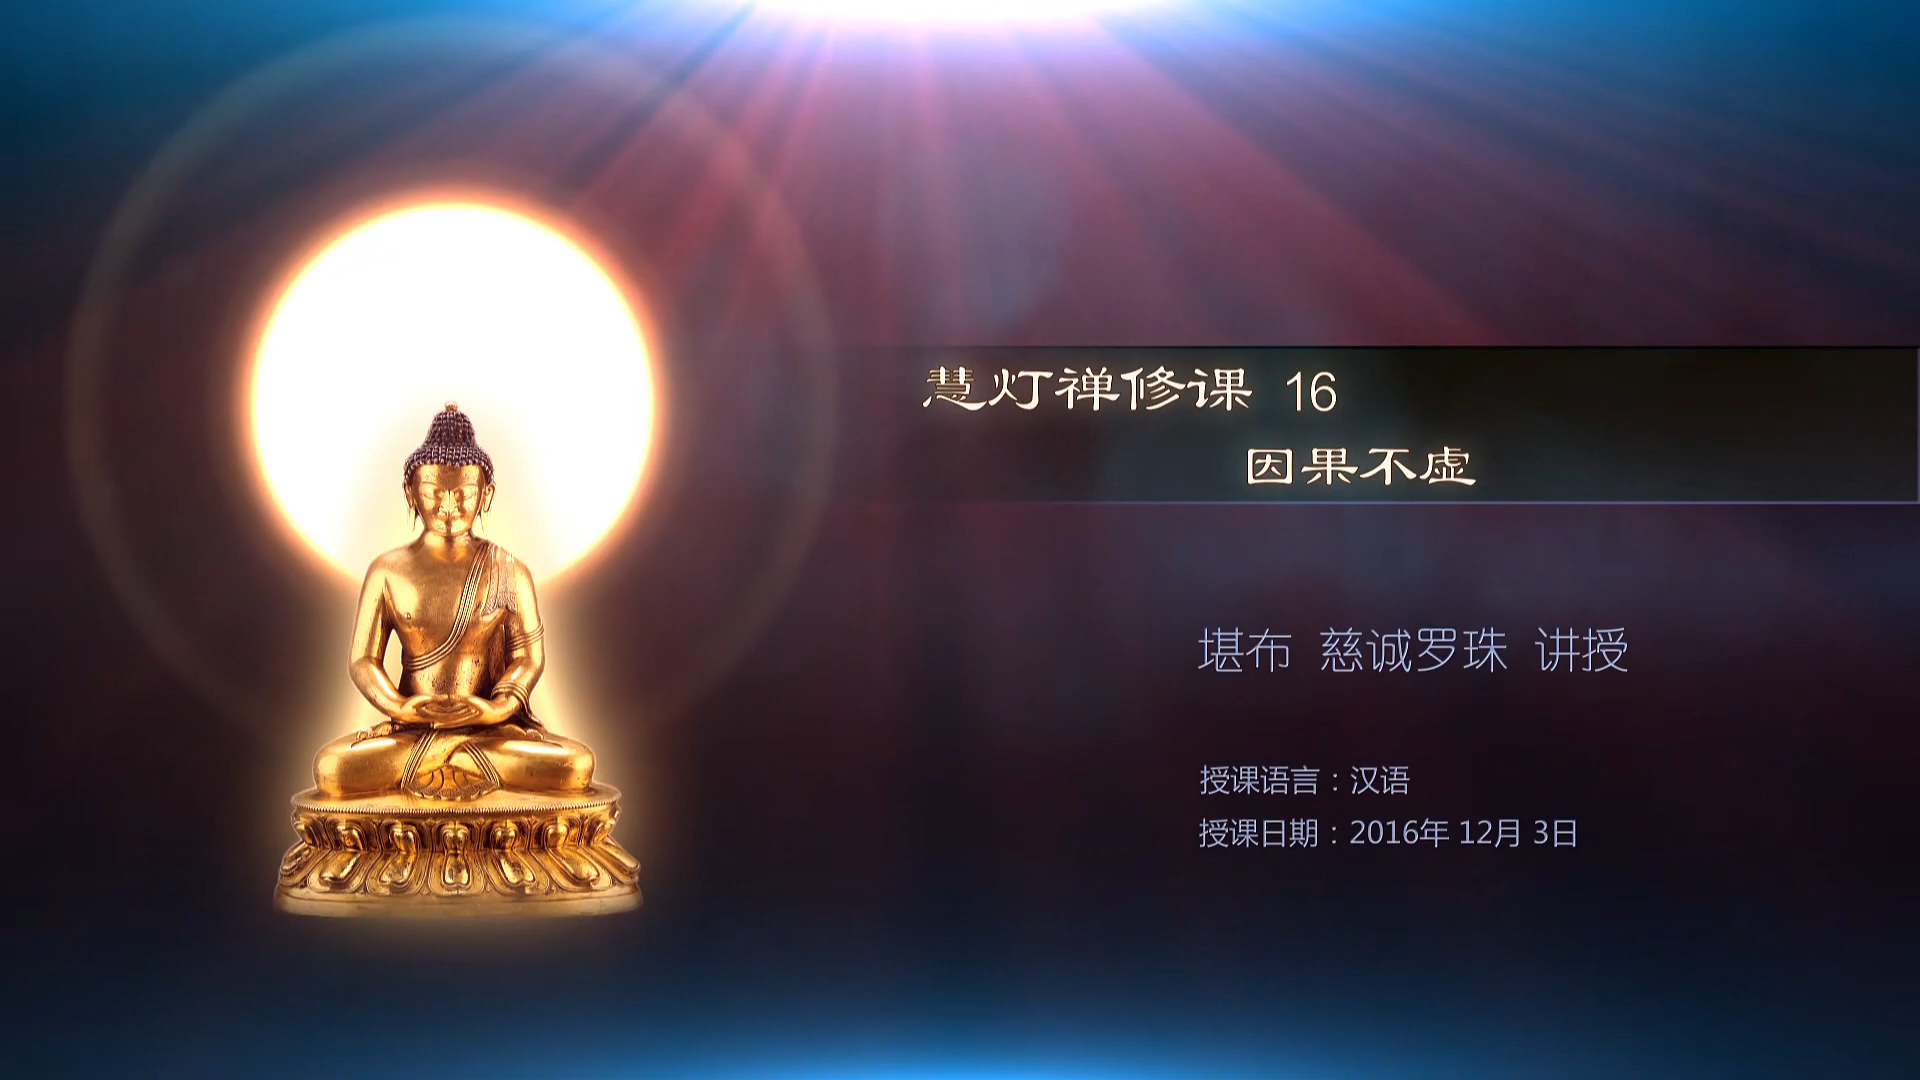 慧灯禅修课 16
因果不虚
堪布 慈诚罗珠 讲授
授课语言：汉语
授课日期：2016年 12月 3日